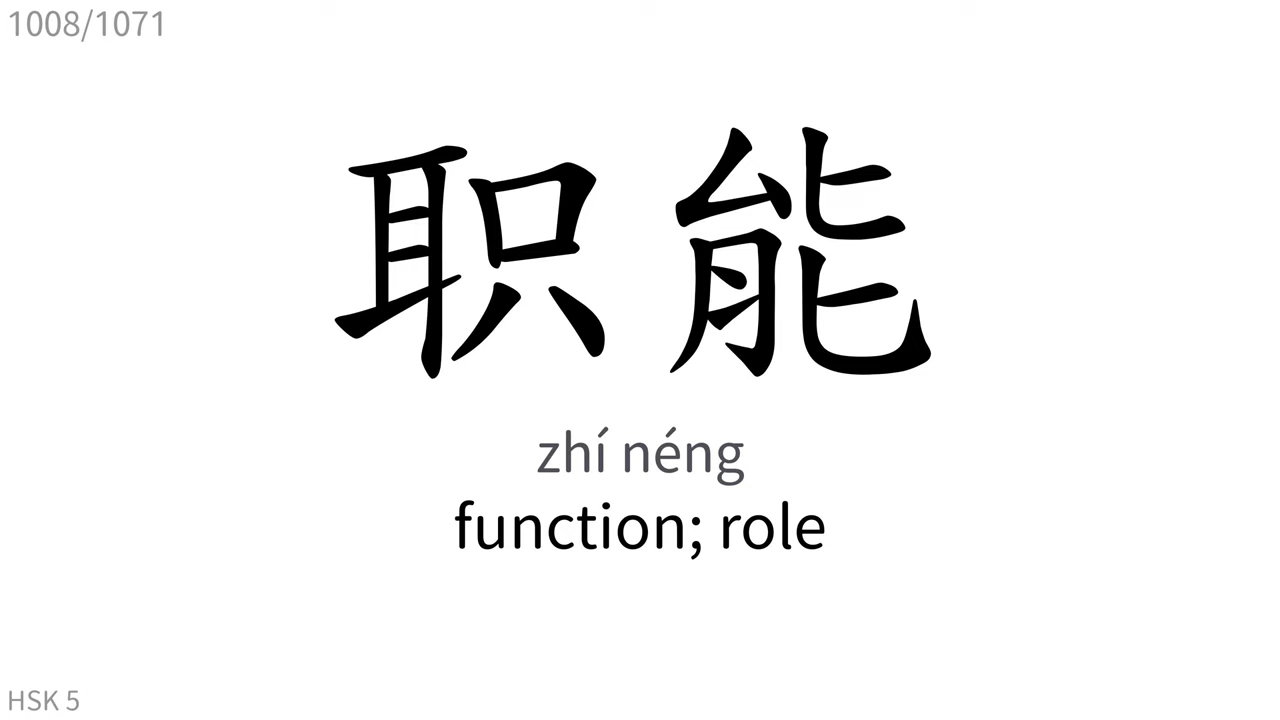 1008/1071
职能
zhí néng
function; role
HSK 5